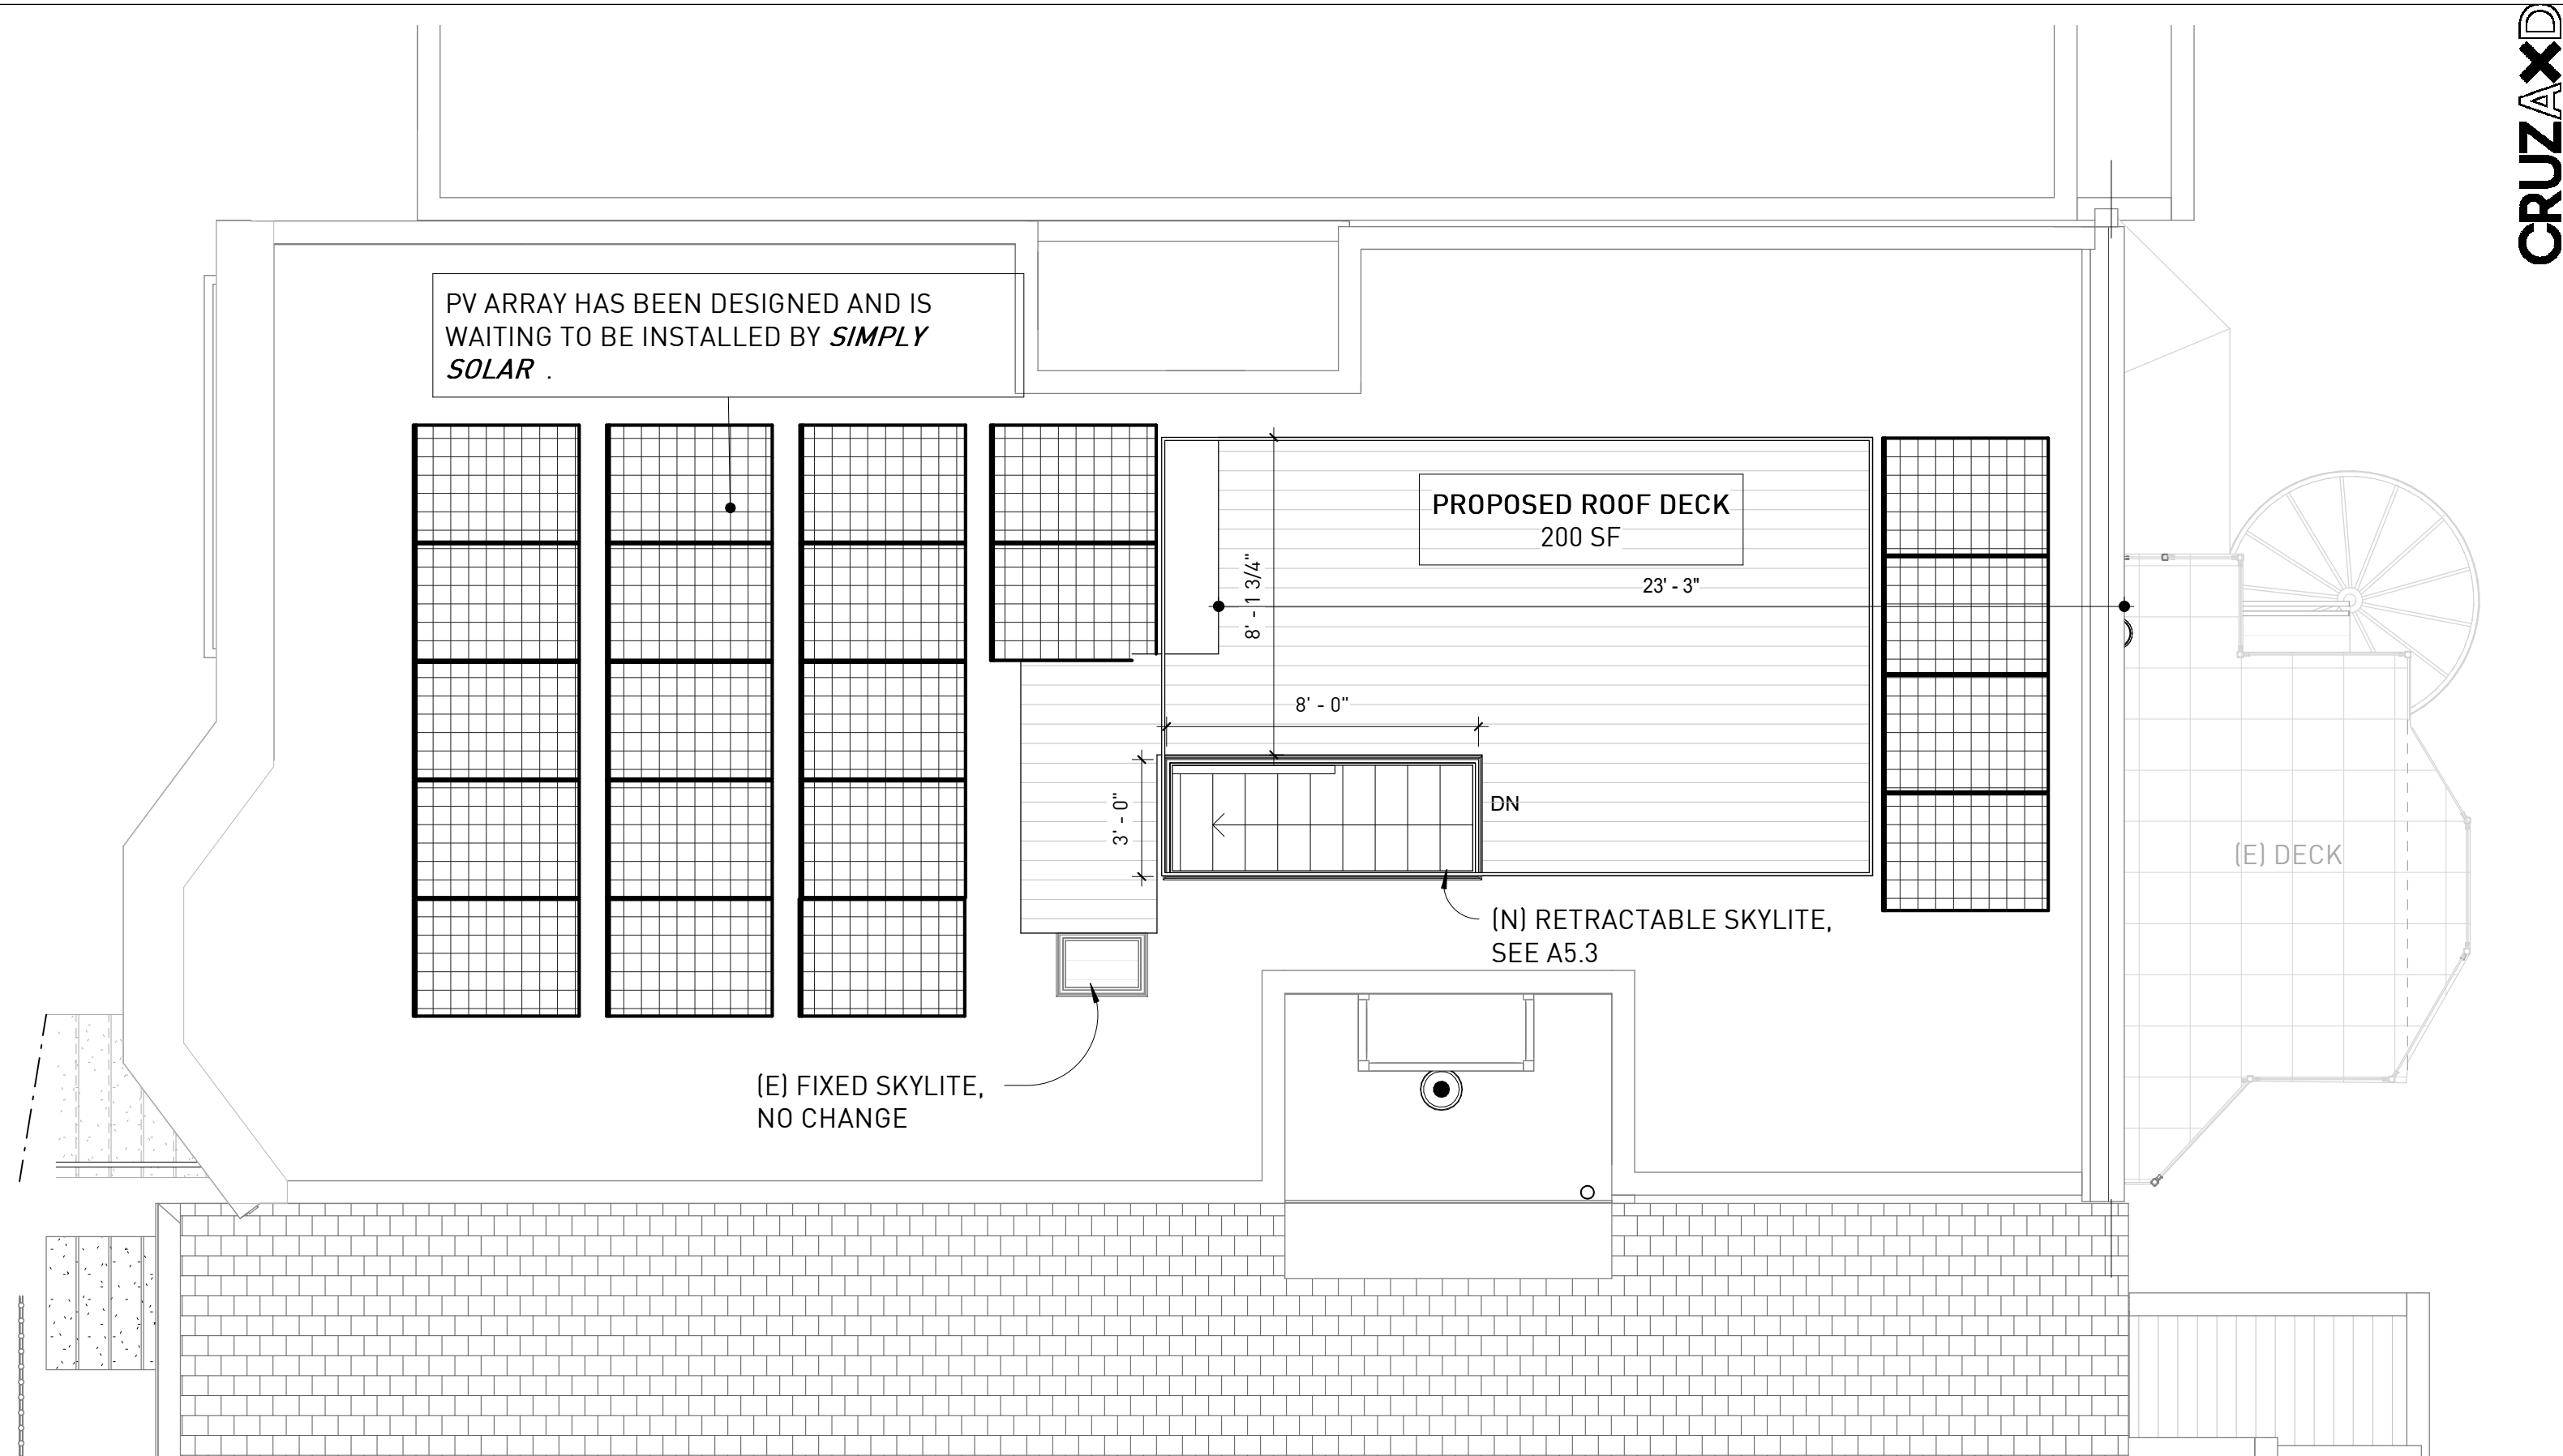 CRUZAXD
PV ARRAY HAS BEEN DESIGNED AND IS
WAITING TO BE INSTALLED BY SIMPLY
SOLAR .
PROPOSED ROOF DECK
200 SF
23' - 3"
8' - 1 3/4"
8' - 0"
3' - 0"
DN
(E) DECK
(N) RETRACTABLE SKYLITE,
SEE A5.3
(E) FIXED SKYLITE,
NO CHANGE